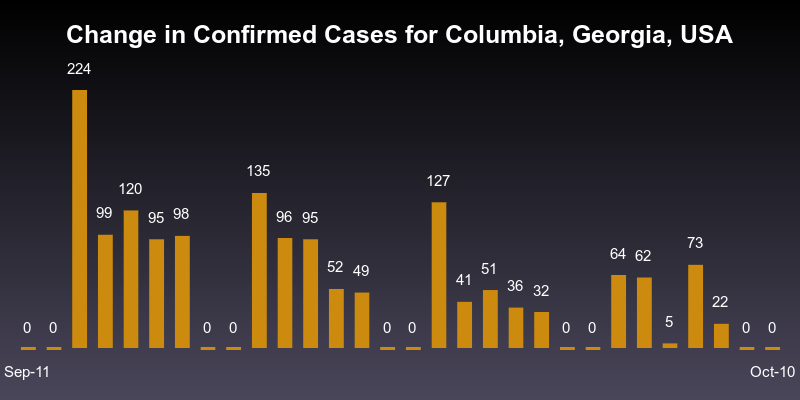 Change in Confirmed Cases for Columbia, Georgia, USA
0 0 224 99 120 95 98 0 0 135 96 95 52 49 0 0 127 41 51 36 32 0 0 64 62 5 73 22 0 0
Sep-11 Oct-10